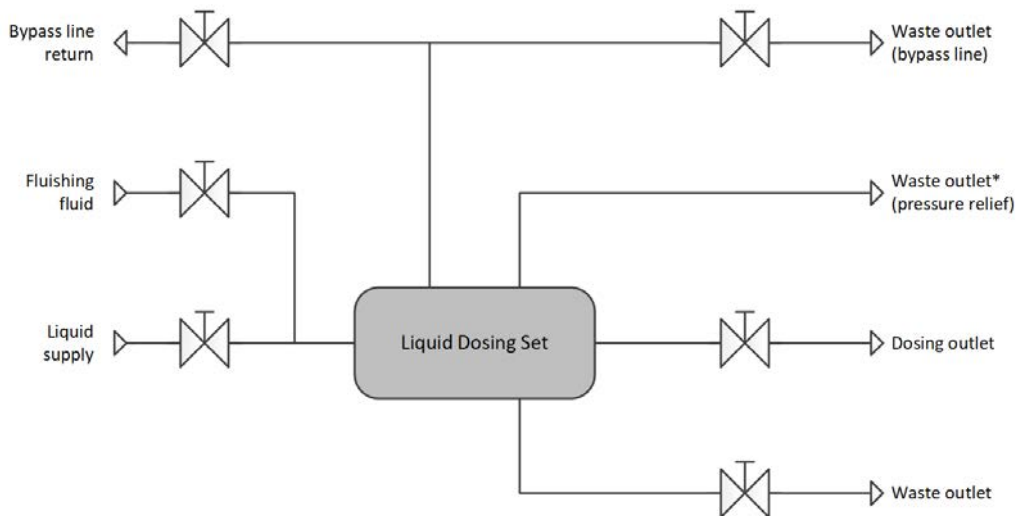 Bypass line
return
Waste outlet
(bypass line)
Fluishing
fluid
Waste outlet*
(pressure relief)
Liquid
supply
Liquid Dosing Set
Dosing outlet
Waste outlet